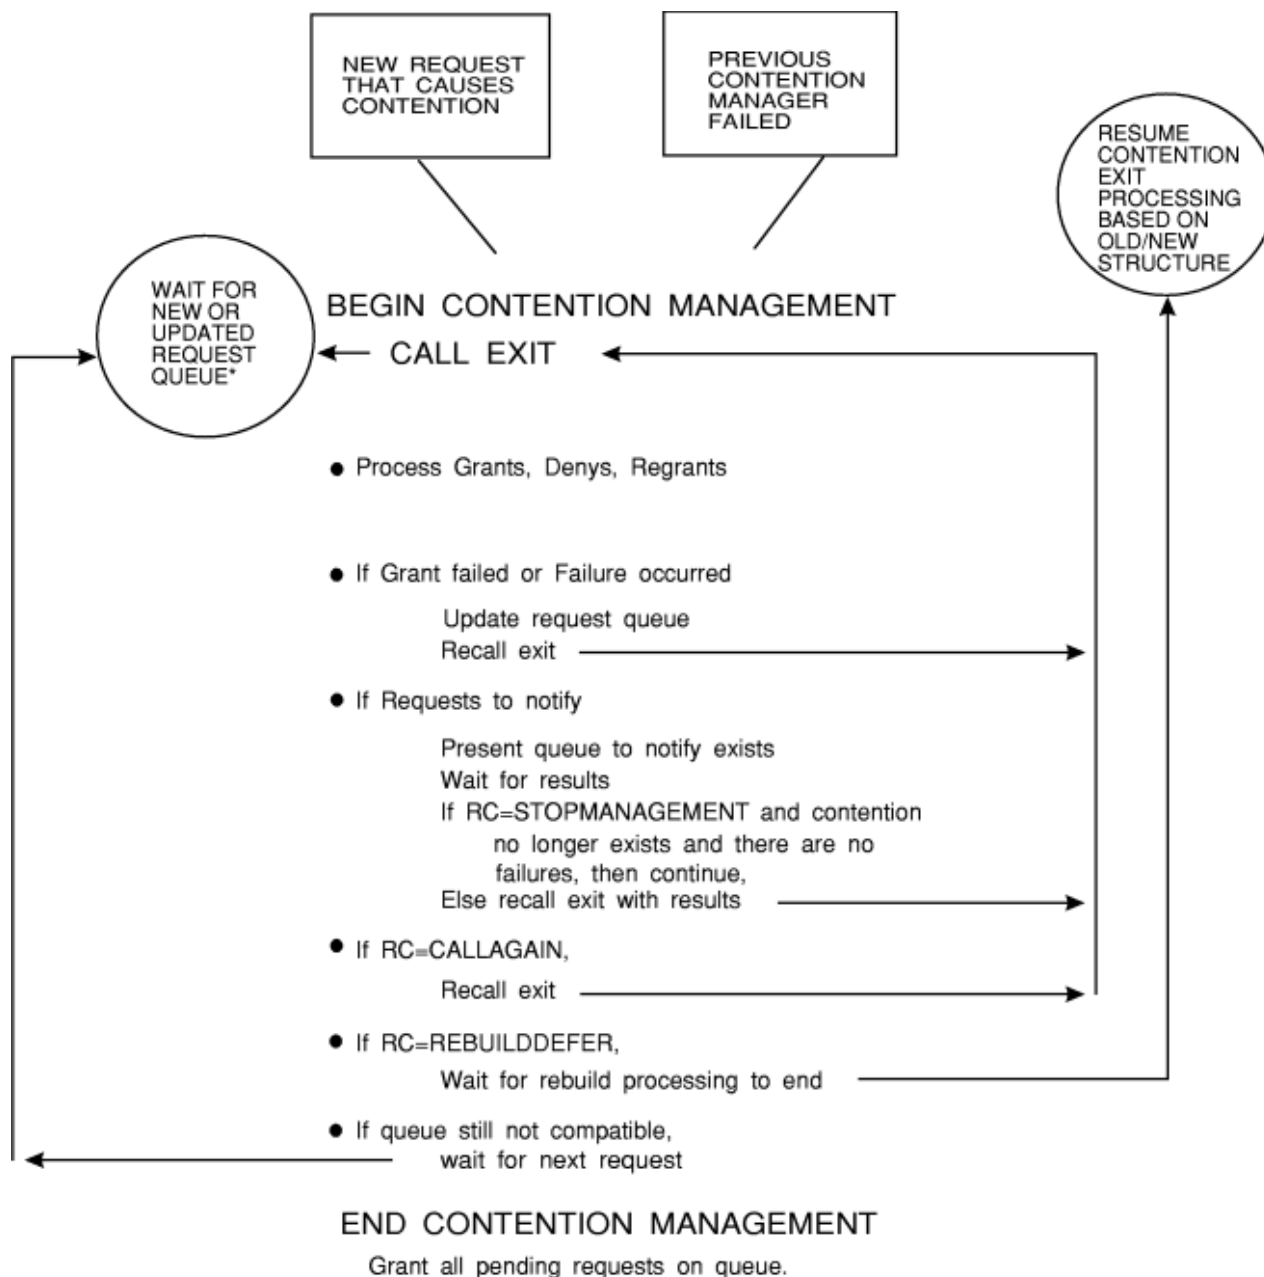 NEW REQUEST
THAT CAUSES
CONTENTION
PREVIOUS
CONTENTION
MANAGER
FAILED
RESUME
CONTENTION
EXIT
PROCESSING
BASED ON
OLD/NEW
STRUCTURE
WAIT FOR
NEW OR
UPDATED
REQUEST
QUEUE*
BEGIN CONTENTION MANAGEMENT
CALL EXIT
● Process Grants, Denys, Regrants
● If Grant failed or Failure occurred
Update request queue
Recall exit
● If Requests to notify
Present queue to notify exists
Wait for results
If RC=STOPMANAGEMENT and contention
no longer exists and there are no
failures, then continue,
Else recall exit with results
● If RC=CALLAGAIN,
Recall exit
● If RC=REBUILDDEFER,
Wait for rebuild processing to end
● If queue still not compatible,
wait for next request
END CONTENTION MANAGEMENT
Grant all pending requests on queue.